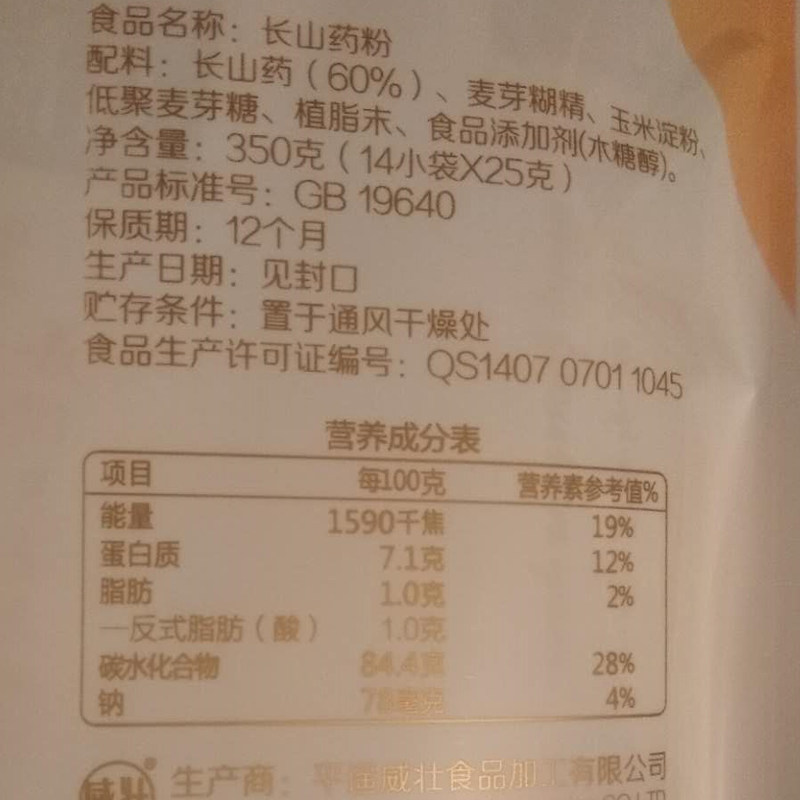 食品名称：长山药粉
配料：长山药（60%）、麦芽糊精、玉米淀粉、
低聚麦芽糖、植脂末、食品添加剂(木糖醇)。
净含量：350克（14小袋X25克）
产品标准号：GB 19640
保质期：12个月
生产日期：见封口
贮存条件：置于通风干燥处
食品生产许可证编号：QS1407 0701 1045
营养成分表
项目 每100克 营养素参考值%
能量 1590千焦 19%
蛋白质 7.1克 12%
脂肪 1.0克 2%
—反式脂肪（酸） 1.0克
碳水化合物 84.4克 28%
钠 4%
生产商：平遥威壮食品加工有限公司